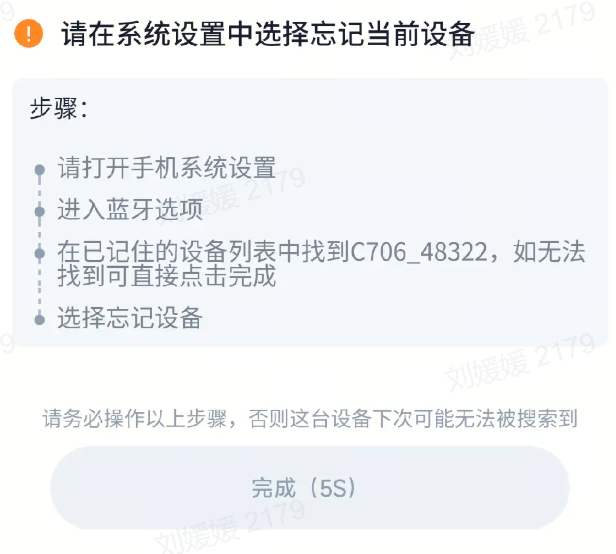 请在系统设置中选择忘记当前设备
步骤：
请打开手机系统设置
进入蓝牙选项
在已记住的设备列表中找到C706_48322，如无法
找到可直接点击完成
选择忘记设备
请务必操作以上步骤，否则这台设备下次可能无法被搜索到
完成（5S）
刘媛媛 2179
刘媛媛 2179
刘媛媛 2179
刘媛媛 2179